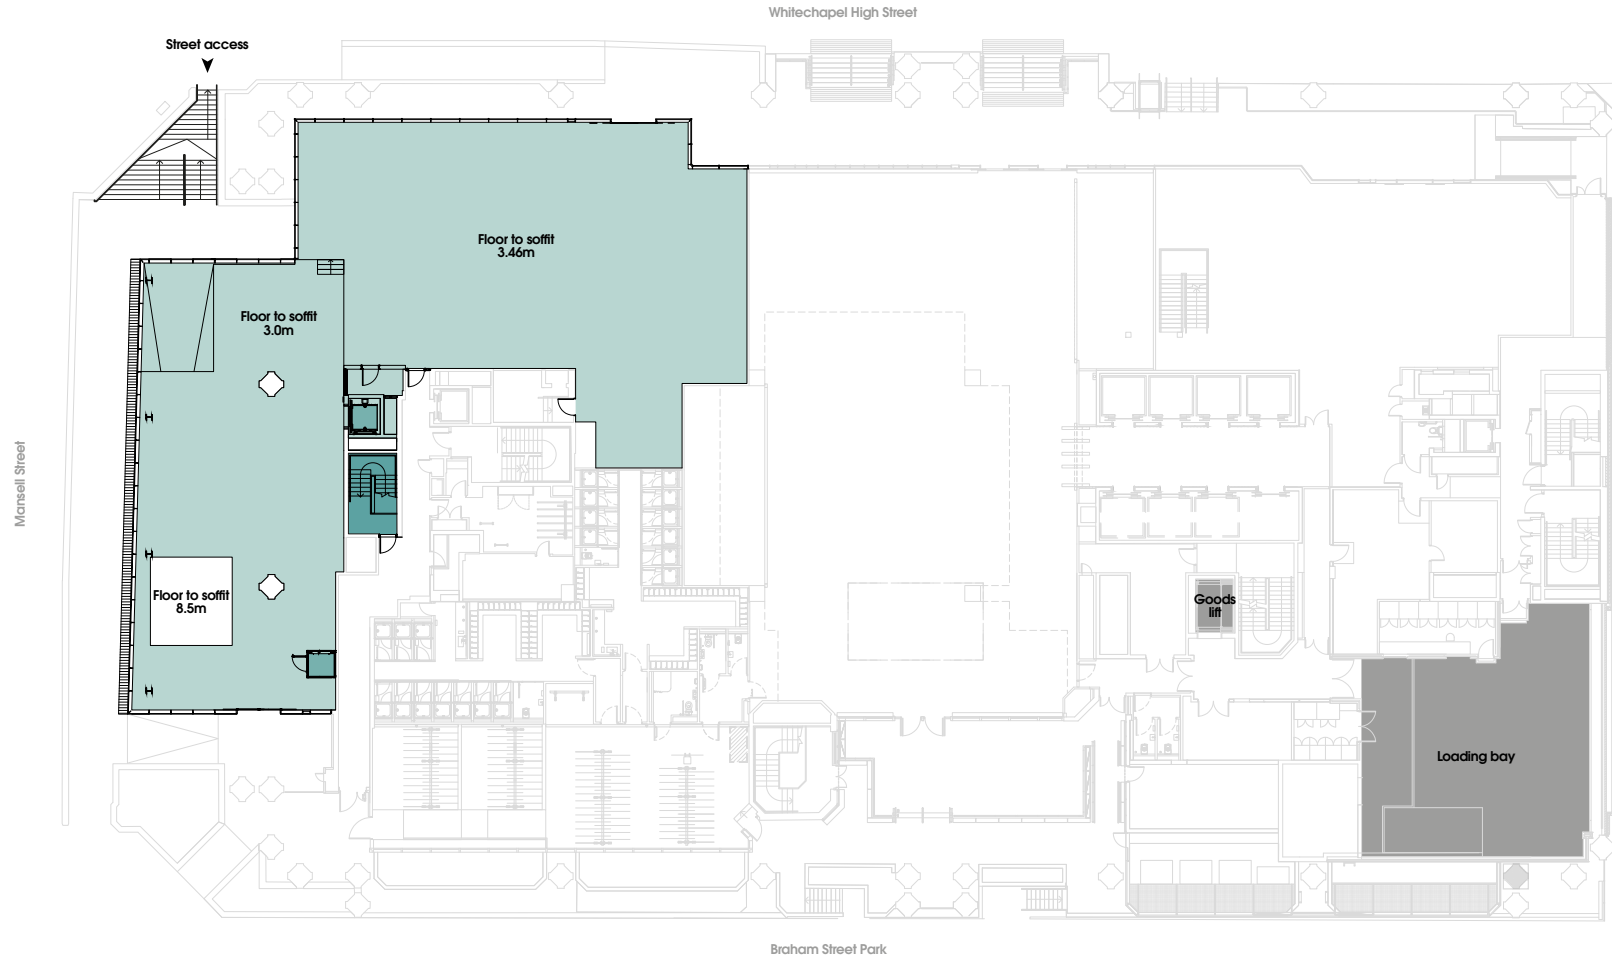 Whitechapel High Street
Street access
Floor to soffit
3.46m
Floor to soffit
3.0m
Mansell Street
Floor to soffit
8.5m
Goods
lift
Loading bay
Braham Street Park